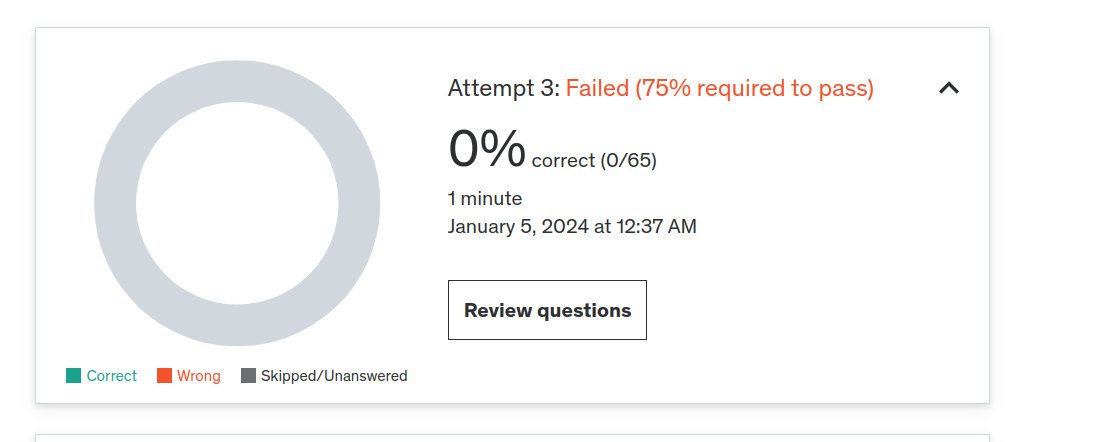 Attempt 3: Failed (75% required to pass)
0% correct (0/65)
1 minute
January 5, 2024 at 12:37 AM
Review questions
Correct Wrong Skipped/Unanswered